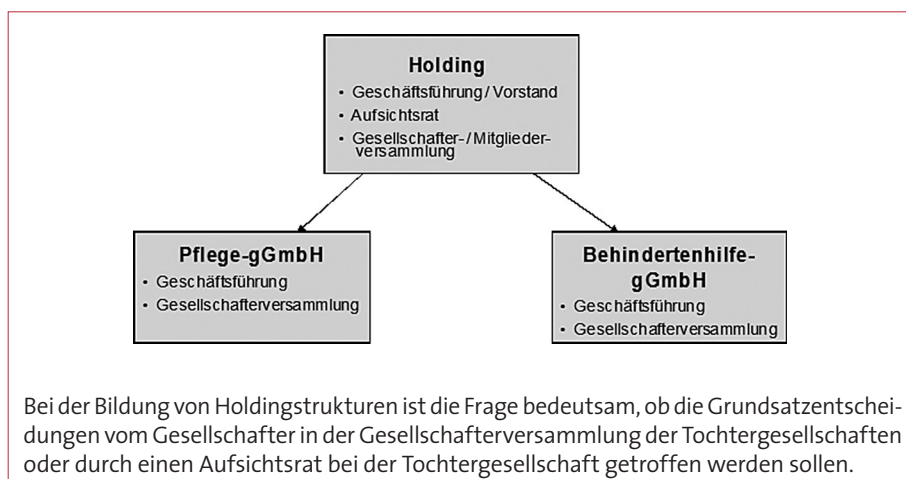 Holding
• Geschäftsführung / Vorstand
• Aufsichtsrat
• Gesellschafter- / Mitglieder-
versammlung
Pflege-gGmbH
• Geschäftsführung
• Gesellschafterversammlung
Behindertenhilfe-
gGmbH
• Geschäftsführung
• Gesellschafterversammlung
Bei der Bildung von Holdingstrukturen ist die Frage bedeutsam, ob die Grundsatzentschei-
dungen vom Gesellschafter in der Gesellschafterversammlung der Tochtergesellschaften
oder durch einen Aufsichtsrat bei der Tochtergesellschaft getroffen werden sollen.